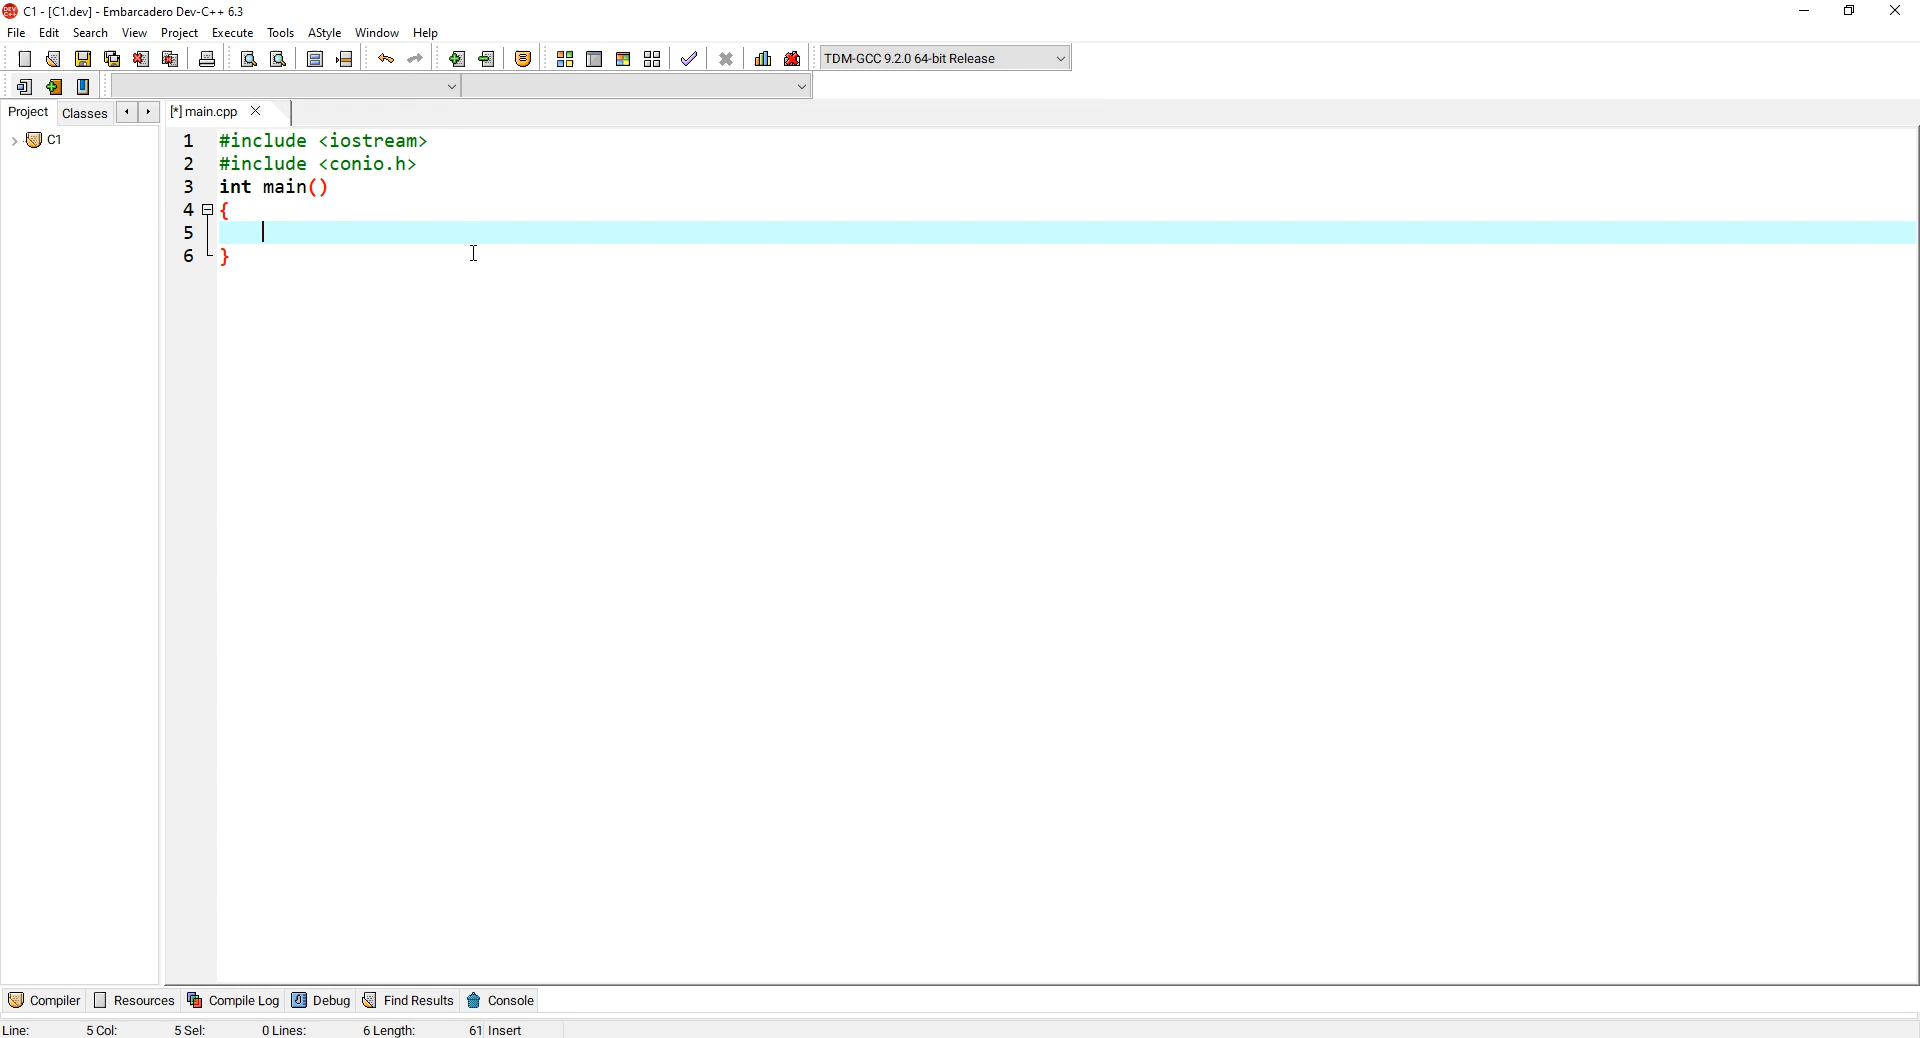 C1 - [C1.dev] - Embarcadero Dev-C++ 6.3
File Edit Search View Project Execute Tools AStyle Window Help
TDM-GCC 9.2.0 64-bit Release
Project Classes [*] main.cpp
C1
1 #include <iostream>
2 #include <conio.h>
3 int main()
4 {
5
6 }
Compiler Resources Compile Log Debug Find Results Console
Line: 5 Col: 5 Sel: 0 Lines: 6 Length: 61 Insert